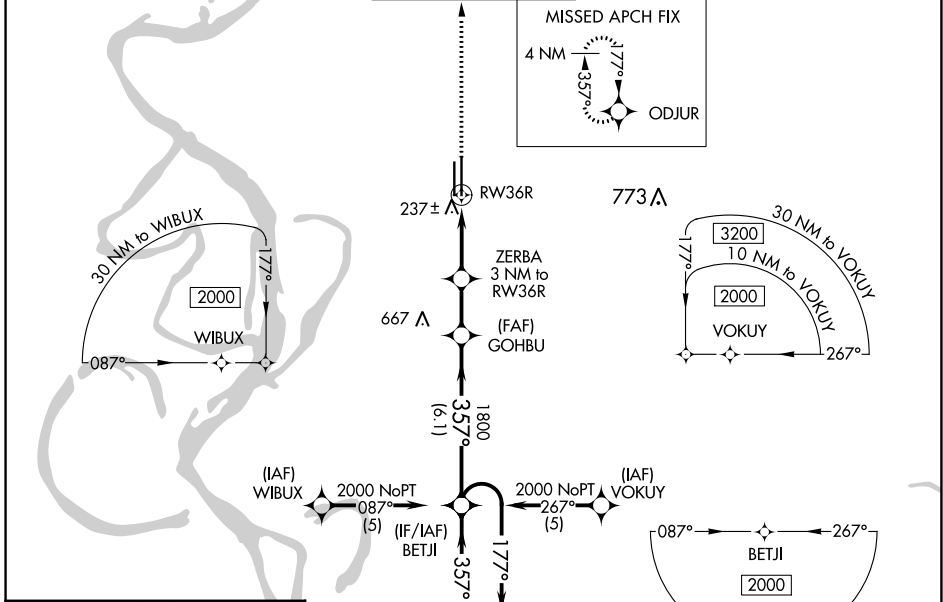 MISSED APCH FIX
4 NM
177°
357°
ODJUR
RW36R
237±
773
30 NM to WIBUX
177°
2000
WIBUX
087°
ZERBA
3 NM to
RW36R
667
(FAF)
GOHBU
30 NM to VOKUY
3200
177°
10 NM to VOKUY
2000
VOKUY
267°
1800
357°
(6.1)
(IAF)
WIBUX
2000 NoPT
087°
(5)
(IF/IAF)
BETJI
2000 NoPT
267°
(5)
(IAF)
VOKUY
357°
177°
087°
267°
BETJI
2000